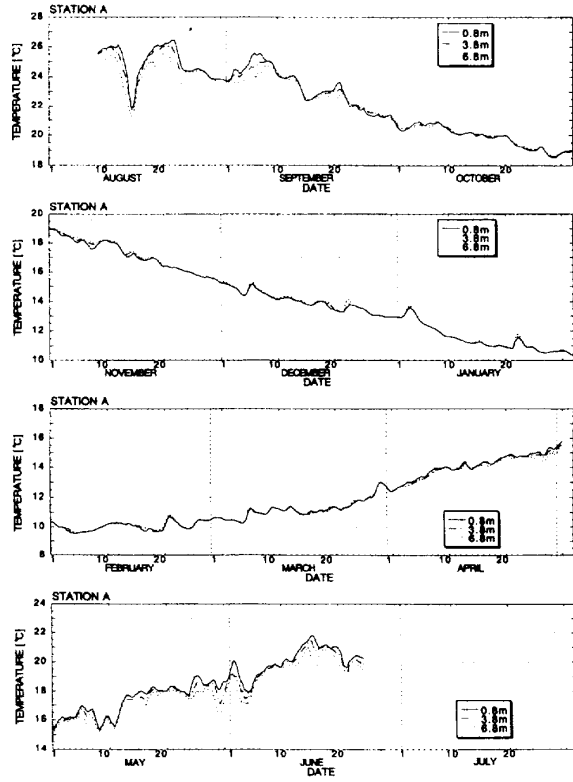 STATION A
TEMPERATURE [℃]
28
26
24
22
20
18
0.8m
3.8m
6.8m
1 10 20 1 10 20 1 10 20
AUGUST SEPTEMBER OCTOBER
DATE
STATION A
TEMPERATURE [℃]
20
18
16
14
12
10
0.8m
3.8m
6.8m
1 10 20 1 10 20 1 10 20
NOVEMBER DECEMBER JANUARY
DATE
STATION A
TEMPERATURE [℃]
18
16
14
12
10
8
0.8m
3.8m
6.8m
1 10 20 1 10 20 1 10 20
FEBRUARY MARCH APRIL
DATE
STATION A
TEMPERATURE [℃]
24
22
20
18
16
14
0.8m
3.8m
6.8m
1 10 20 1 10 20 1 10 20
MAY JUNE JULY
DATE